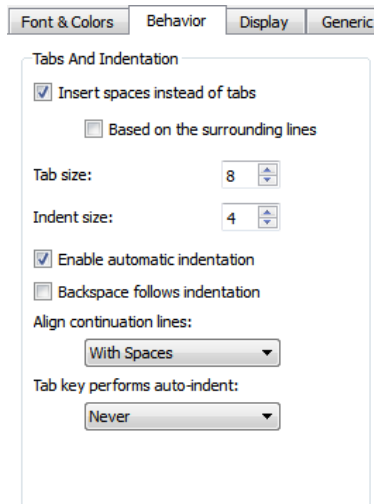 Font & Colors Behavior Display Generic
Tabs And Indentation
Insert spaces instead of tabs
Based on the surrounding lines
Tab size: 8
Indent size: 4
Enable automatic indentation
Backspace follows indentation
Align continuation lines:
With Spaces
Tab key performs auto-indent:
Never